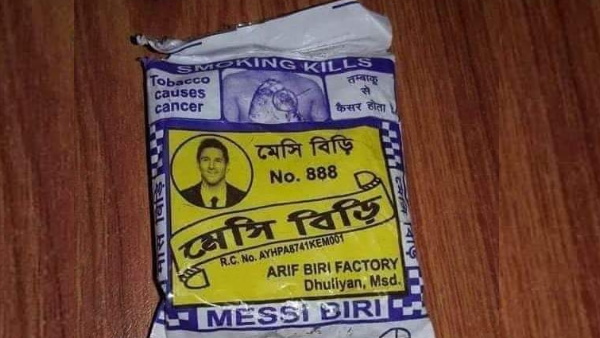 SMOKING KILLS
Tobacco
causes
cancer
तम्बाकू
से
कैंसर होता
মেসি বিড়ি
No. 888
মেসি বিড়ি
R.C. No. AYHPA8741KEM001
ARIF BIRI FACTORY
Dhuliyan, Msd.
MESSI BIRI